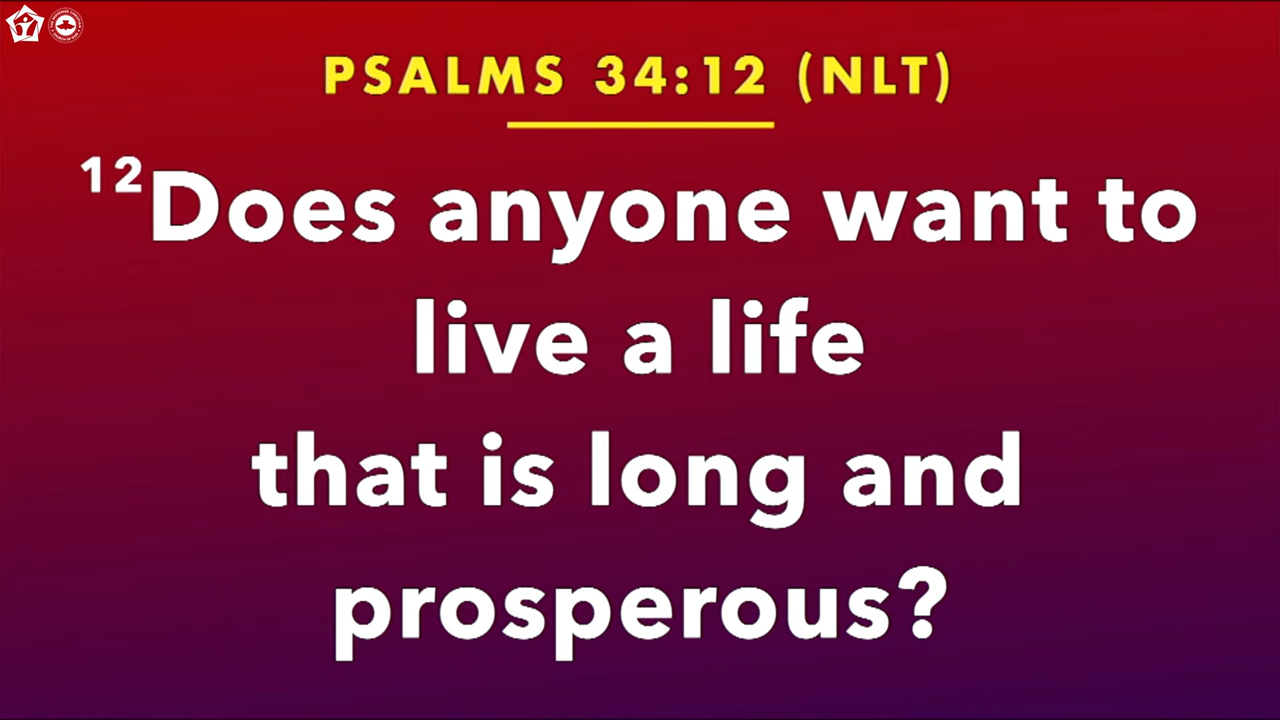 PSALMS 34:12 (NLT)
¹²Does anyone want to
live a life
that is long and
prosperous?